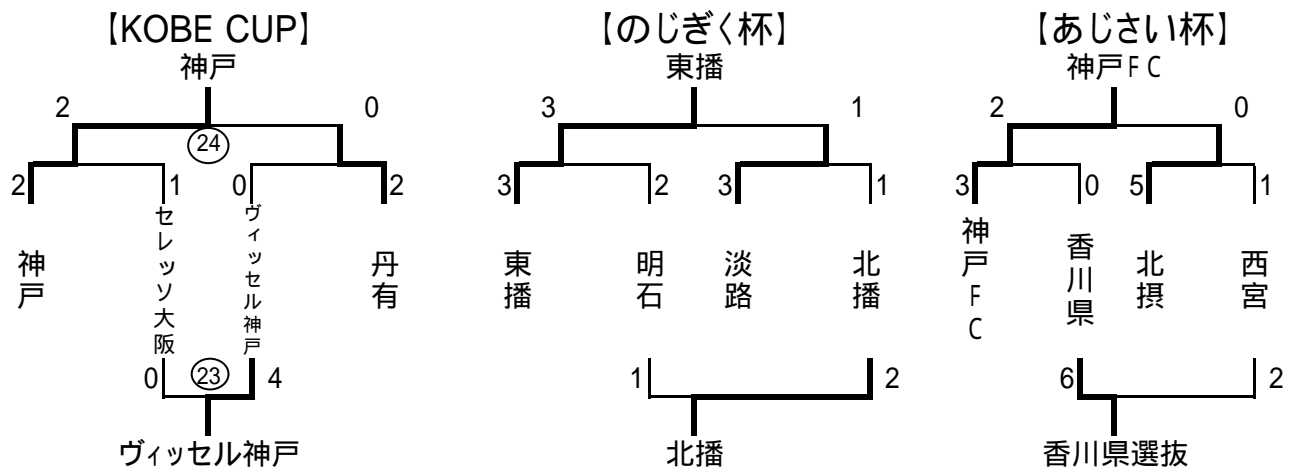 【KOBE CUP】
神戸
2
0
24
2
1
0
2
神戸
セレッソ大阪
ヴィッセル神戸
丹有
0
23
4
ヴィッセル神戸
【のじぎく杯】
東播
3
1
3
2
3
1
東播
明石
淡路
北播
1
2
北播
【あじさい杯】
神戸FC
2
0
3
0
5
1
神戸FC
香川県
北摂
西宮
6
2
香川県選抜